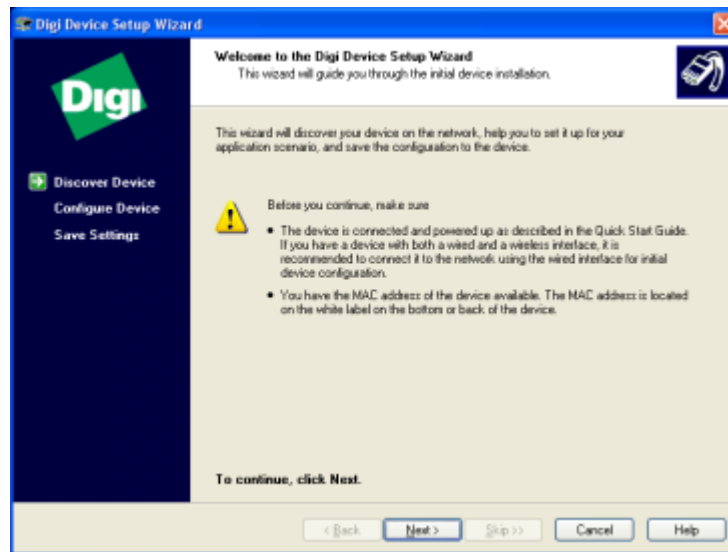 Digi Device Setup Wizard
Digi
Welcome to the Digi Device Setup Wizard
This wizard will guide you through the initial device installation.
Discover Device
Configure Device
Save Settings
This wizard will discover your device on the network, help you to set it up for your
application scenario, and save the configuration to the device.
Before you continue, make sure
• The device is connected and powered up as described in the Quick Start Guide.
If you have a device with both a wired and a wireless interface, it is
recommended to connect it to the network using the wired interface for initial
device configuration.
• You have the MAC address of the device available. The MAC address is located
on the white label on the bottom or back of the device.
To continue, click Next.
< Back
Next >
Skip >>
Cancel
Help